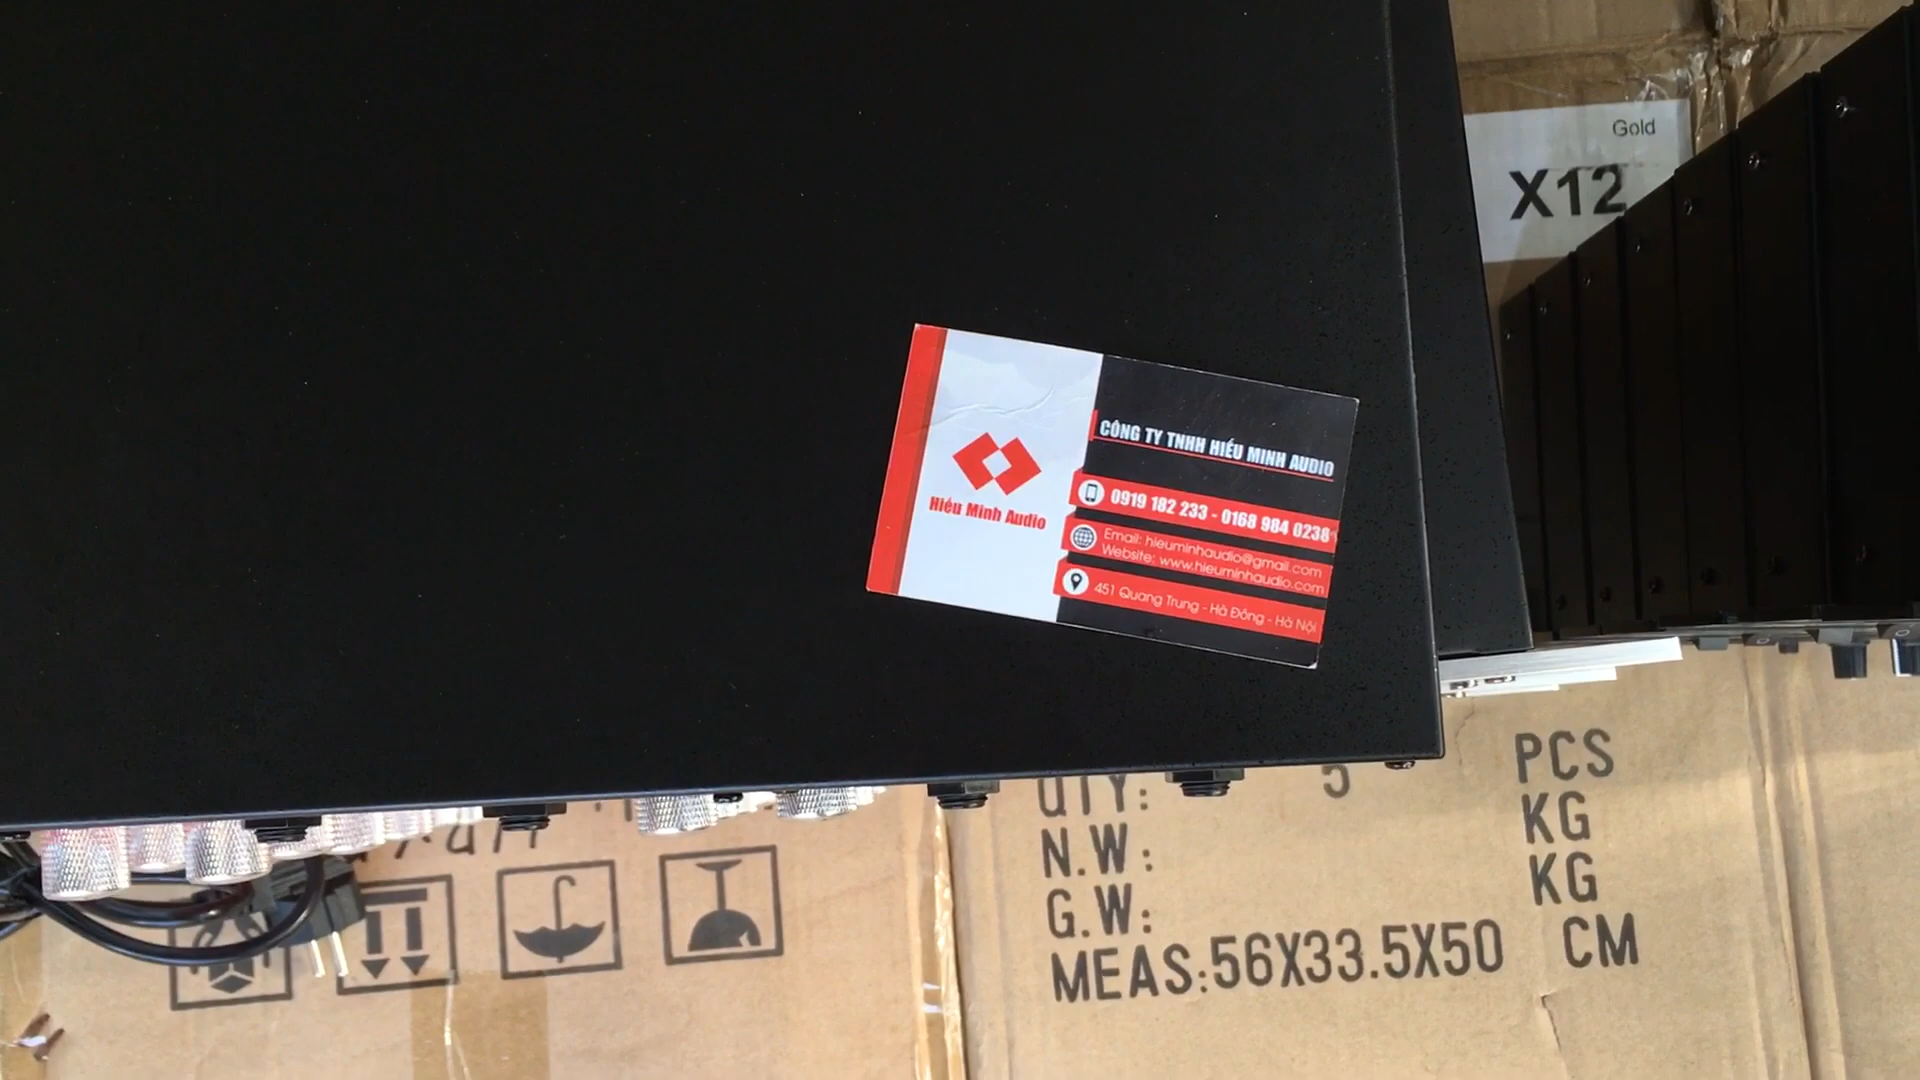 Gold
X12
CÔNG TY TNHH HIẾU MINH AUDIO
Hiếu Minh Audio
0919 182 233 - 0168 984 0238
Email: hieuminhaudio@gmail.com
Website: www.hieuminhaudio.com
451 Quang Trung - Hà Đông - Hà Nội
QTY: 5 PCS
N.W: KG
G.W: KG
MEAS:56X33.5X50 CM